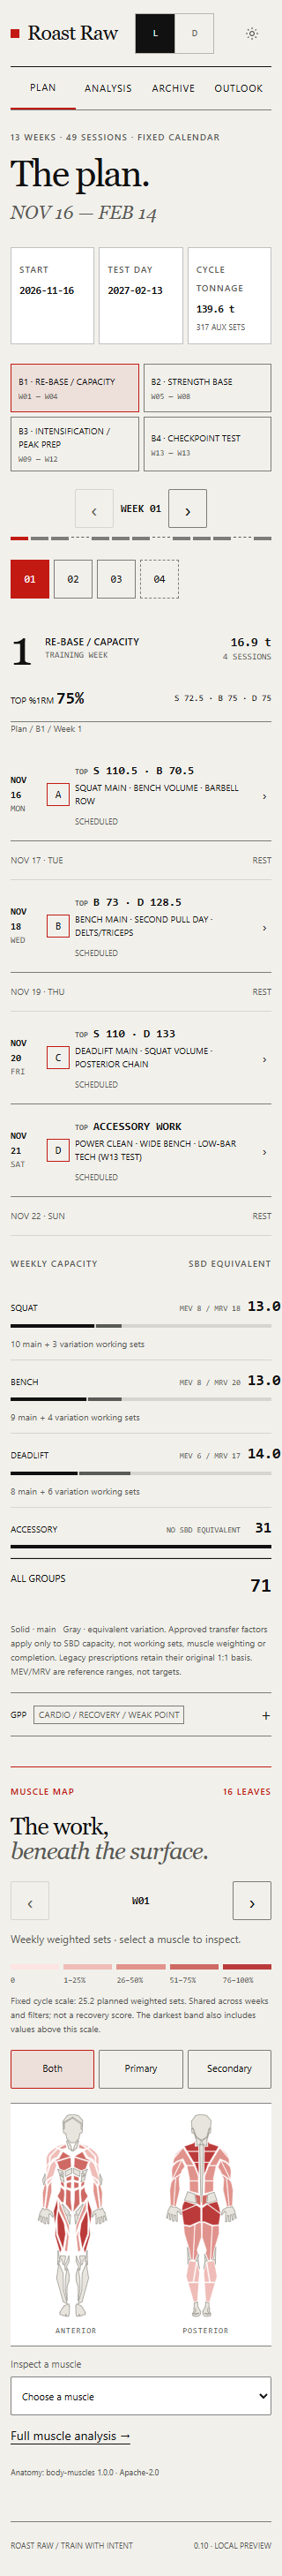 Roast Raw
L D
PLAN ANALYSIS ARCHIVE OUTLOOK
13 WEEKS · 49 SESSIONS · FIXED CALENDAR
The plan.
NOV 16 — FEB 14
START
2026-11-16
TEST DAY
2027-02-13
CYCLE
TONNAGE
139.6 t
317 AUX SETS
B1 · RE-BASE / CAPACITY
W01 — W04
B2 · STRENGTH BASE
W05 — W08
B3 · INTENSIFICATION /
PEAK PREP
W09 — W12
B4 · CHECKPOINT TEST
W13 — W13
‹ WEEK 01 ›
01 02 03 04
1
RE-BASE / CAPACITY
TRAINING WEEK
16.9 t
4 SESSIONS
TOP %1RM 75%
S 72.5 · B 75 · D 75
Plan / B1 / Week 1
NOV
16
MON
A
TOP S 110.5 · B 70.5
SQUAT MAIN · BENCH VOLUME · BARBELL
ROW
SCHEDULED
›
NOV 17 · TUE REST
NOV
18
WED
B
TOP B 73 · D 128.5
BENCH MAIN · SECOND PULL DAY ·
DELTS/TRICEPS
SCHEDULED
›
NOV 19 · THU REST
NOV
20
FRI
C
TOP S 110 · D 133
DEADLIFT MAIN · SQUAT VOLUME ·
POSTERIOR CHAIN
SCHEDULED
›
NOV
21
SAT
D
TOP ACCESSORY WORK
POWER CLEAN · WIDE BENCH · LOW-BAR
TECH (W13 TEST)
SCHEDULED
›
NOV 22 · SUN REST
WEEKLY CAPACITY SBD EQUIVALENT
SQUAT MEV 8 / MRV 18 13.0
10 main + 3 variation working sets
BENCH MEV 8 / MRV 20 13.0
9 main + 4 variation working sets
DEADLIFT MEV 6 / MRV 17 14.0
8 main + 6 variation working sets
ACCESSORY NO SBD EQUIVALENT 31
ALL GROUPS 71
Solid · main Gray · equivalent variation. Approved transfer factors
apply only to SBD capacity, not working sets, muscle weighting or
completion. Legacy prescriptions retain their original 1:1 basis.
MEV/MRV are reference ranges, not targets.
GPP CARDIO / RECOVERY / WEAK POINT +
MUSCLE MAP 16 LEAVES
The work,
beneath the surface.
‹ W01 ›
Weekly weighted sets · select a muscle to inspect.
0 1–25% 26–50% 51–75% 76–100%
Fixed cycle scale: 25.2 planned weighted sets. Shared across weeks
and filters; not a recovery score. The darkest band also includes
values above this scale.
Both Primary Secondary
ANTERIOR POSTERIOR
Inspect a muscle
Choose a muscle
Full muscle analysis →
Anatomy: body-muscles 1.0.0 · Apache-2.0
ROAST RAW / TRAIN WITH INTENT 0.10 · LOCAL PREVIEW